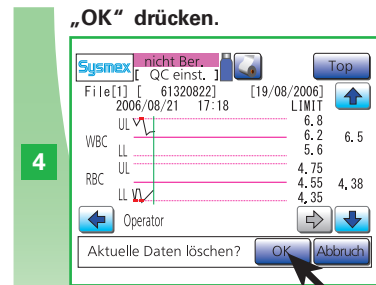 „OK“ drücken.
Sysmex nicht Ber. Top
[ QC einst. ]
File[1] [ 61320822] [19/08/2006]
2006/08/21 17:18 LIMIT
UL 6.8
WBC 6.2 6.5
LL 5.6
UL 4.75
RBC 4.55 4.38
LL 4.35
4
Operator
Aktuelle Daten löschen? OK Abbruch